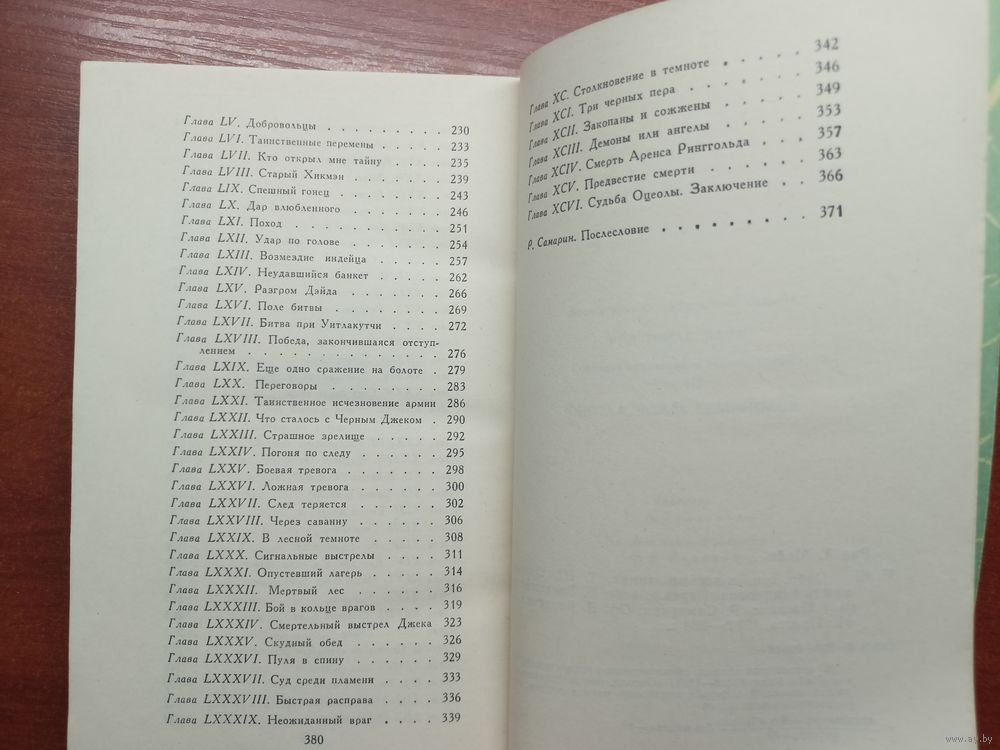 Глава LV. Добровольцы . . . . . . . . 230
Глава LVI. Таинственные перемены . . . . . 233
Глава LVII. Кто открыл мне тайну . . . . . 235
Глава LVIII. Старый Хикмэн . . . . . . 239
Глава LIX. Спешный гонец . . . . . . . 243
Глава LX. Дар влюбленного . . . . . . 246
Глава LXI. Поход . . . . . . . . . 251
Глава LXII. Удар по голове . . . . . . 254
Глава LXIII. Возмездие индейца . . . . . 257
Глава LXIV. Неудавшийся банкет . . . . . 262
Глава LXV. Разгром Дэйда . . . . . . . 266
Глава LXVI. Поле битвы . . . . . . . 269
Глава LXVII. Битва при Уитлакутчи . . . . 272
Глава LXVIII. Победа, закончившаяся отступ-
лением . . . . . . . . . . . 276
Глава LXIX. Еще одно сражение на болоте . 279
Глава LXX. Переговоры . . . . . . . 283
Глава LXXI. Таинственное исчезновение армии 286
Глава LXXII. Что сталось с Черным Джеком . 290
Глава LXXIII. Страшное зрелище . . . . . 292
Глава LXXIV. Погоня по следу . . . . . 295
Глава LXXV. Боевая тревога . . . . . . 298
Глава LXXVI. Ложная тревога . . . . . . 300
Глава LXXVII. След теряется . . . . . . 302
Глава LXXVIII. Через саванну . . . . . . 306
Глава LXXIX. В лесной темноте . . . . . 308
Глава LXXX. Сигнальные выстрелы . . . . 311
Глава LXXXI. Опустевший лагерь . . . . . 314
Глава LXXXII. Мертвый лес . . . . . . 316
Глава LXXXIII. Бой в кольце врагов . . . . 319
Глава LXXXIV. Смертельный выстрел Джека 323
Глава LXXXV. Скудный обед . . . . . . 326
Глава LXXXVI. Пуля в спину . . . . . . 329
Глава LXXXVII. Суд среди пламени . . . . 333
Глава LXXXVIII. Быстрая расправа . . . . 336
Глава LXXXIX. Неожиданный враг . . . . 339
380
Глава XC. Столкновение в темноте . . . . 342
Глава XCI. Три черных пера . . . . . 346
Глава XCII. Закопаны и сожжены . . . . 349
Глава XCIII. Демоны или ангелы . . . . 353
Глава XCIV. Смерть Аренса Ринггольда . . . 357
Глава XCV. Предвестие смерти . . . . . 363
Глава XCVI. Судьба Оцеолы. Заключение . . 366
Р. Самарин. Послесловие . . . . . . . 371
www.ay.by